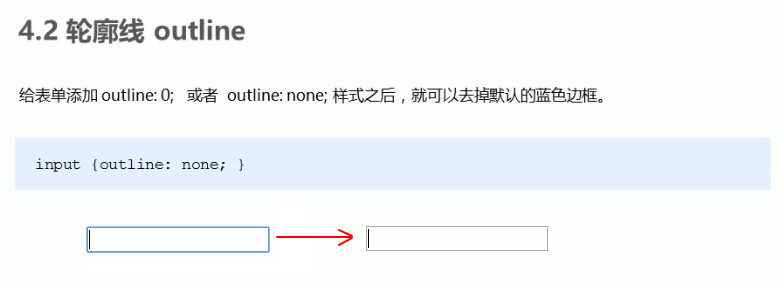 4.2 轮廓线 outline
给表单添加 outline: 0; 或者 outline: none; 样式之后，就可以去掉默认的蓝色边框。
input {outline: none; }